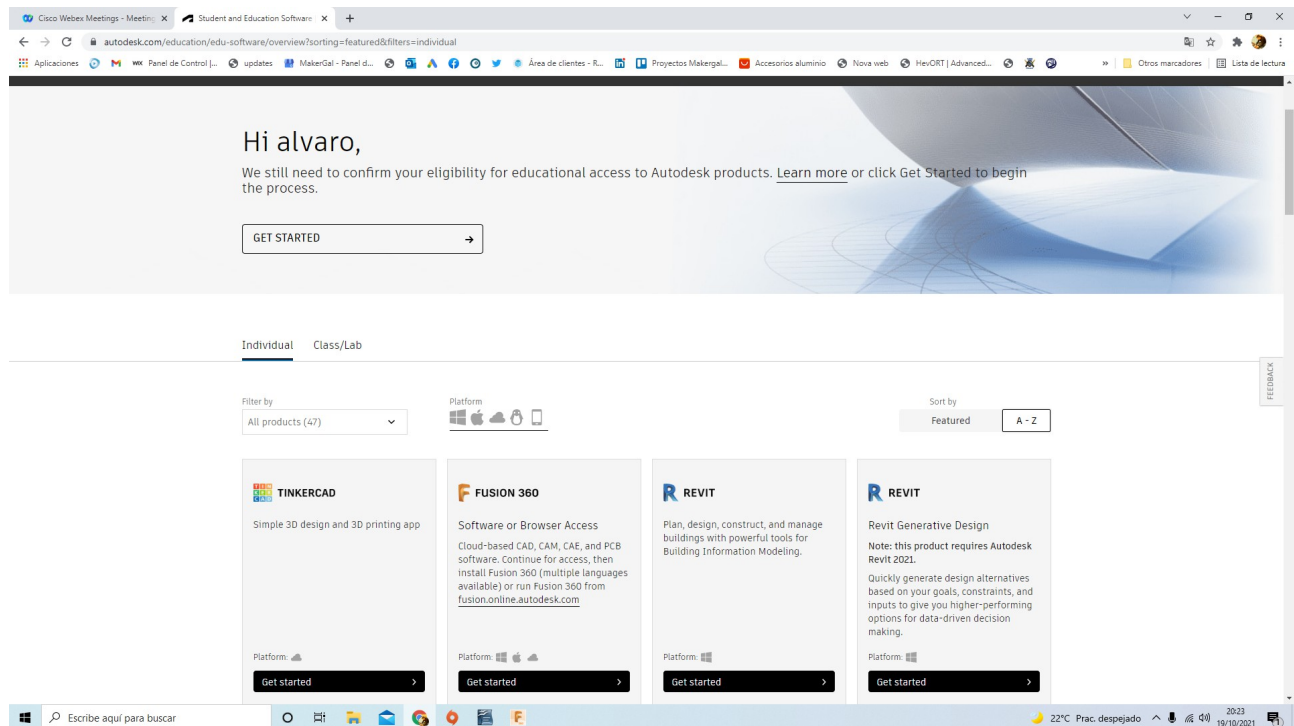 Cisco Webex Meetings - Meeting
Student and Education Software
autodesk.com/education/edu-software/overview?sorting=featured&filters=individual
Aplicaciones
Panel de Control |...
updates
MakerGal - Panel d...
Área de clientes - R...
Proyectos Makergal...
Accesorios aluminio
Nova web
HevORT | Advanced...
»
Otros marcadores
Lista de lectura
Hi alvaro,
We still need to confirm your eligibility for educational access to Autodesk products. Learn more or click Get Started to begin
the process.
GET STARTED
Individual Class/Lab
FEEDBACK
Filter by
All products (47)
Platform
Sort by
Featured A - Z
TINKERCAD
Simple 3D design and 3D printing app
Platform:
Get started
FUSION 360
Software or Browser Access
Cloud-based CAD, CAM, CAE, and PCB
software. Continue for access, then
install Fusion 360 (multiple languages
available) or run Fusion 360 from
fusion.online.autodesk.com
Platform:
Get started
REVIT
Plan, design, construct, and manage
buildings with powerful tools for
Building Information Modeling.
Platform:
Get started
REVIT
Revit Generative Design
Note: this product requires Autodesk
Revit 2021.
Quickly generate design alternatives
based on your goals, constraints, and
inputs to give you higher-performing
options for data-driven decision
making.
Platform:
Get started
Escribe aquí para buscar
22°C Prac. despejado
20:23
19/10/2021